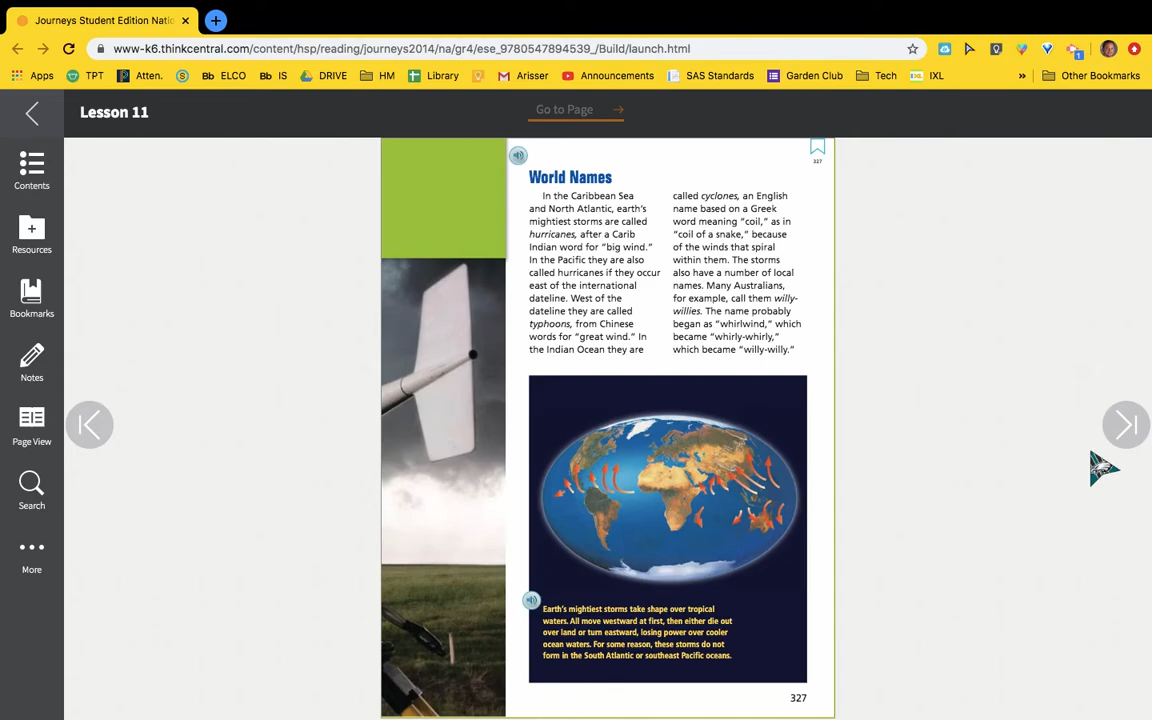 Journeys Student Edition Natio
www-k6.thinkcentral.com/content/hsp/reading/journeys2014/na/gr4/ese_9780547894539_/Build/launch.html
Apps TPT Atten. Bb ELCO Bb IS DRIVE HM Library Arisser Announcements SAS Standards Garden Club Tech IXL » Other Bookmarks
Lesson 11
Go to Page
Contents
Resources
Bookmarks
Notes
Page View
Search
More
327
World Names
In the Caribbean Sea
and North Atlantic, earth's
mightiest storms are called
hurricanes, after a Carib
Indian word for "big wind."
In the Pacific they are also
called hurricanes if they occur
east of the international
dateline. West of the
dateline they are called
typhoons, from Chinese
words for "great wind." In
the Indian Ocean they are
called cyclones, an English
name based on a Greek
word meaning "coil," as in
"coil of a snake," because
of the winds that spiral
within them. The storms
also have a number of local
names. Many Australians,
for example, call them willy-
willies. The name probably
began as "whirlwind," which
became "whirly-whirly,"
which became "willy-willy."
Earth's mightiest storms take shape over tropical
waters. All move westward at first, then either die out
over land or turn eastward, losing power over cooler
ocean waters. For some reason, these storms do not
form in the South Atlantic or southeast Pacific oceans.
327